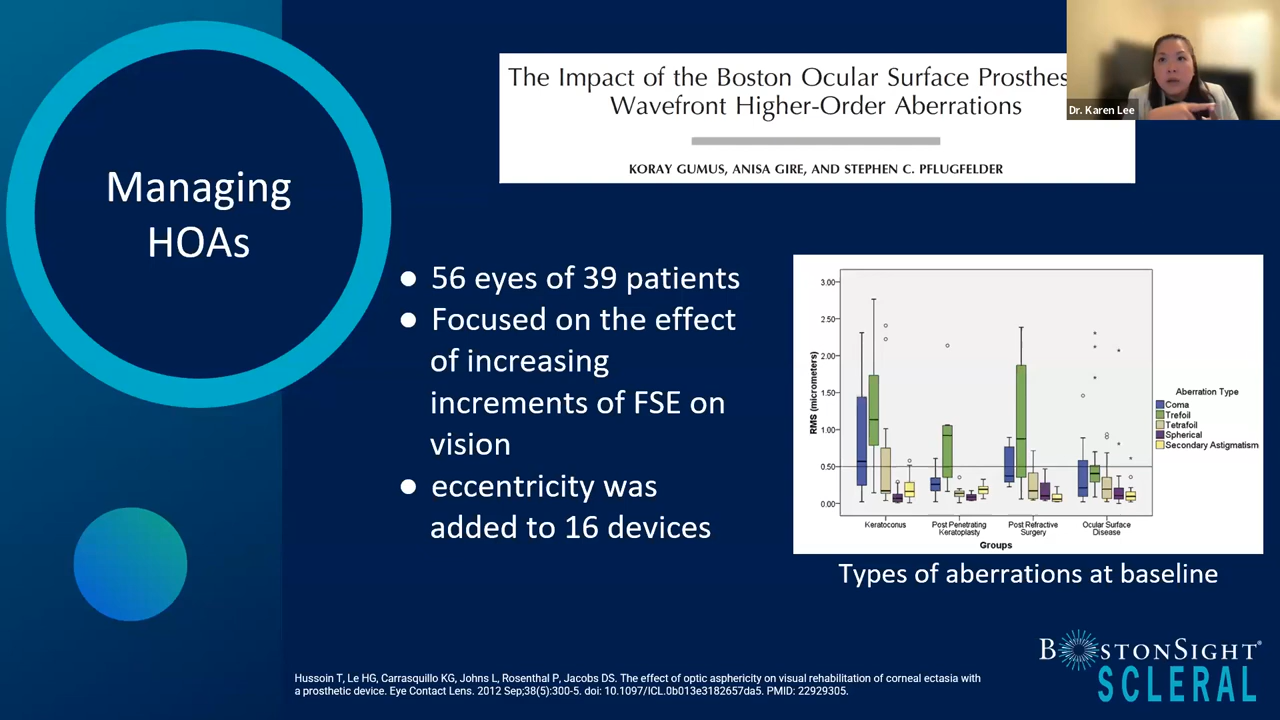 Managing
HOAs
The Impact of the Boston Ocular Surface Prosthes
Wavefront Higher-Order Aberrations
KORAY GUMUS, ANISA GIRE, AND STEPHEN C. PFLUGFELDER
Dr. Karen Lee
● 56 eyes of 39 patients
● Focused on the effect
of increasing
increments of FSE on
vision
● eccentricity was
added to 16 devices
3.00
2.50
2.00
1.50
1.00
0.50
0.00
RMS (micrometers)
Keratoconus
Post Penetrating
Keratoplasty
Post Refractive
Surgery
Ocular Surface
Disease
Groups
Aberration Type
Coma
Trefoil
Tetrafoil
Spherical
Secondary Astigmatism
Types of aberrations at baseline
Hussoin T, Le HG, Carrasquillo KG, Johns L, Rosenthal P, Jacobs DS. The effect of optic asphericity on visual rehabilitation of corneal ectasia with
a prosthetic device. Eye Contact Lens. 2012 Sep;38(5):300-5. doi: 10.1097/ICL.0b013e3182657da5. PMID: 22929305.
BOSTONSIGHT®
SCLERAL